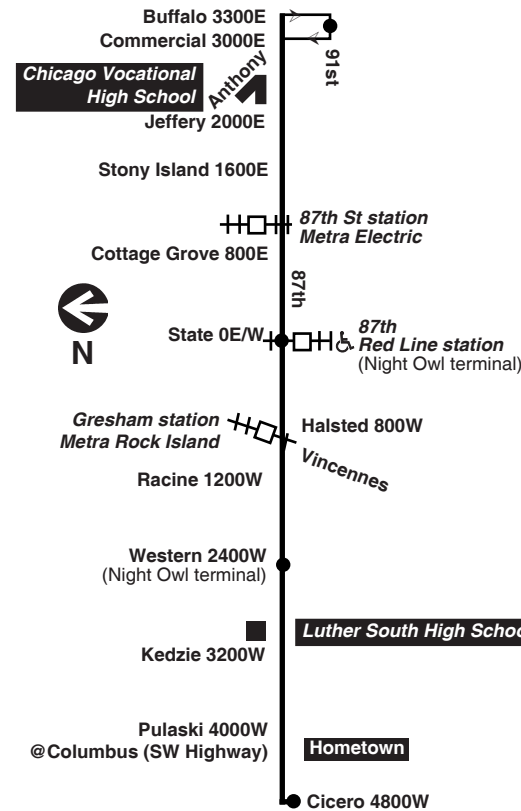 Buffalo 3300E
Commercial 3000E
91st
Anthony
Chicago Vocational
High School
Jeffery 2000E
Stony Island 1600E
87th St station
Metra Electric
Cottage Grove 800E
87th
N
State 0E/W
87th
Red Line station
(Night Owl terminal)
Gresham station
Metra Rock Island
Halsted 800W
Vincennes
Racine 1200W
Western 2400W
(Night Owl terminal)
Luther South High Schoo
Kedzie 3200W
Pulaski 4000W
@Columbus (SW Highway)
Hometown
Cicero 4800W